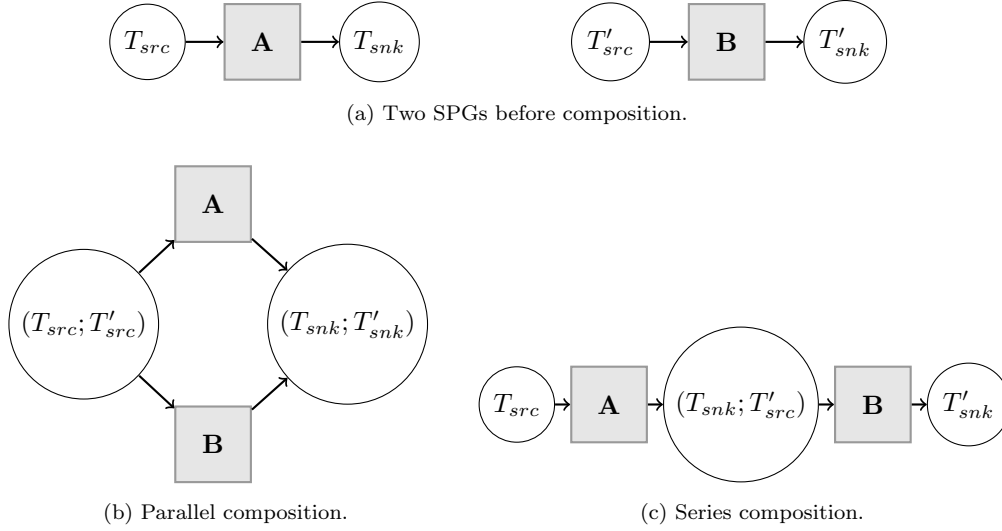 T_src A T_snk T'_src B T'_snk
(a) Two SPGs before composition.
A
(T_src; T'_src) (T_snk; T'_snk)
B
(b) Parallel composition.
T_src A (T_snk; T'_src) B T'_snk
(c) Series composition.